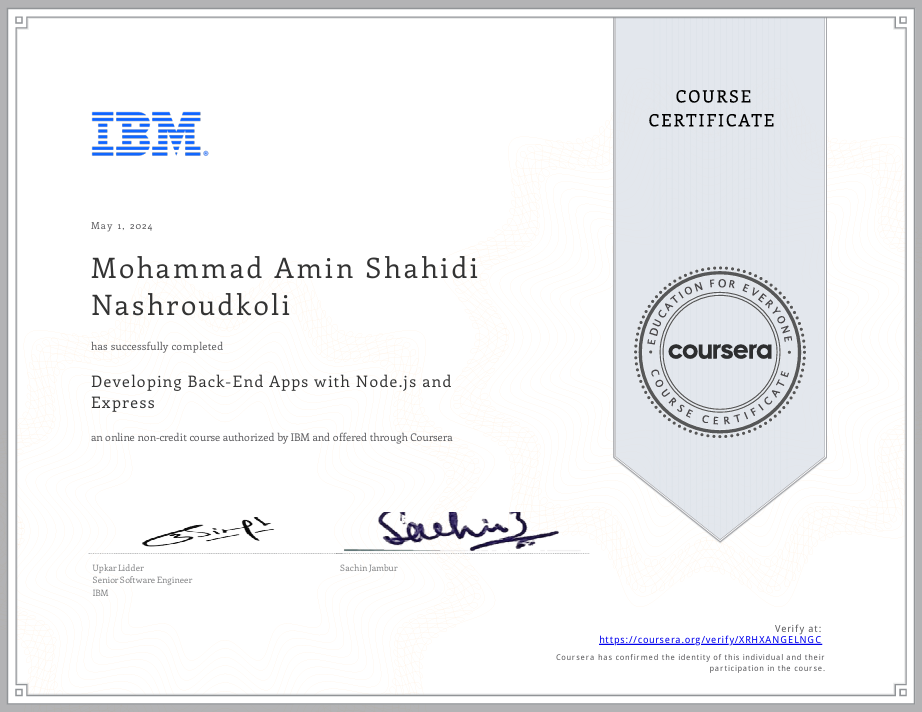 COURSE
CERTIFICATE
IBM®
May 1, 2024
Mohammad Amin Shahidi
Nashroudkoli
has successfully completed
Developing Back-End Apps with Node.js and
Express
an online non-credit course authorized by IBM and offered through Coursera
EDUCATION FOR EVERYONE
coursera
COURSE CERTIFICATE
Sachin J
Upkar Lidder
Senior Software Engineer
IBM
Sachin Jambur
Verify at:
https://coursera.org/verify/XRHXANGELNGC
Coursera has confirmed the identity of this individual and their
participation in the course.